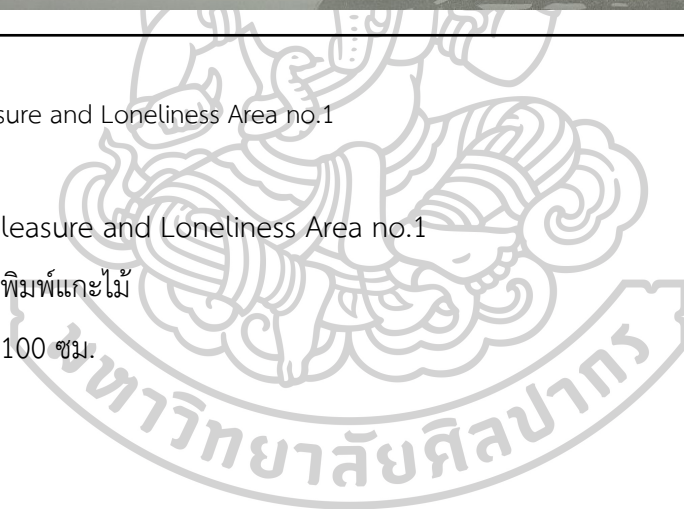 sure and Loneliness Area no.1
leasure and Loneliness Area no.1
พิมพ์แกะไม้
100 ซม.
มหาวิทยาลัยศิลปากร